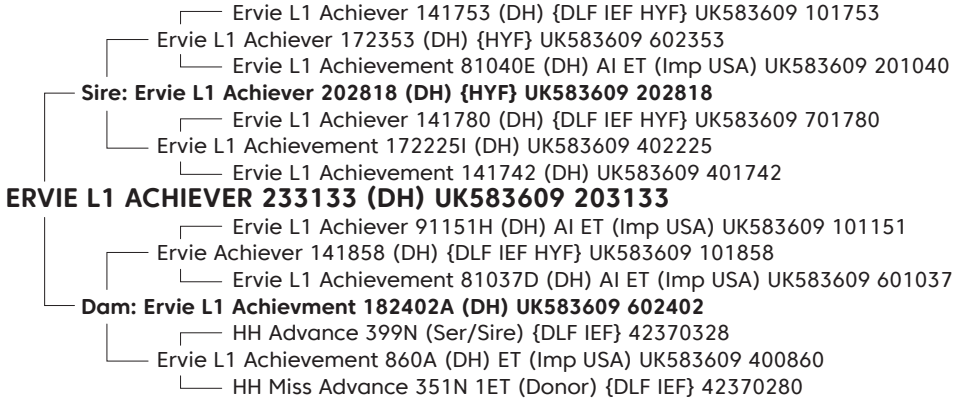 Ervie L1 Achiever 141753 (DH) {DLF IEF HYF} UK583609 101753
Ervie L1 Achiever 172353 (DH) {HYF} UK583609 602353
Ervie L1 Achievement 81040E (DH) AI ET (Imp USA) UK583609 201040
Sire: Ervie L1 Achiever 202818 (DH) {HYF} UK583609 202818
Ervie L1 Achiever 141780 (DH) {DLF IEF HYF} UK583609 701780
Ervie L1 Achievement 172225I (DH) UK583609 402225
Ervie L1 Achievement 141742 (DH) UK583609 401742
ERVIE L1 ACHIEVER 233133 (DH) UK583609 203133
Ervie L1 Achiever 91151H (DH) AI ET (Imp USA) UK583609 101151
Ervie Achiever 141858 (DH) {DLF IEF HYF} UK583609 101858
Ervie L1 Achievement 81037D (DH) AI ET (Imp USA) UK583609 601037
Dam: Ervie L1 Achievment 182402A (DH) UK583609 602402
HH Advance 399N (Ser/Sire) {DLF IEF} 42370328
Ervie L1 Achievement 860A (DH) ET (Imp USA) UK583609 400860
HH Miss Advance 351N 1ET (Donor) {DLF IEF} 42370280